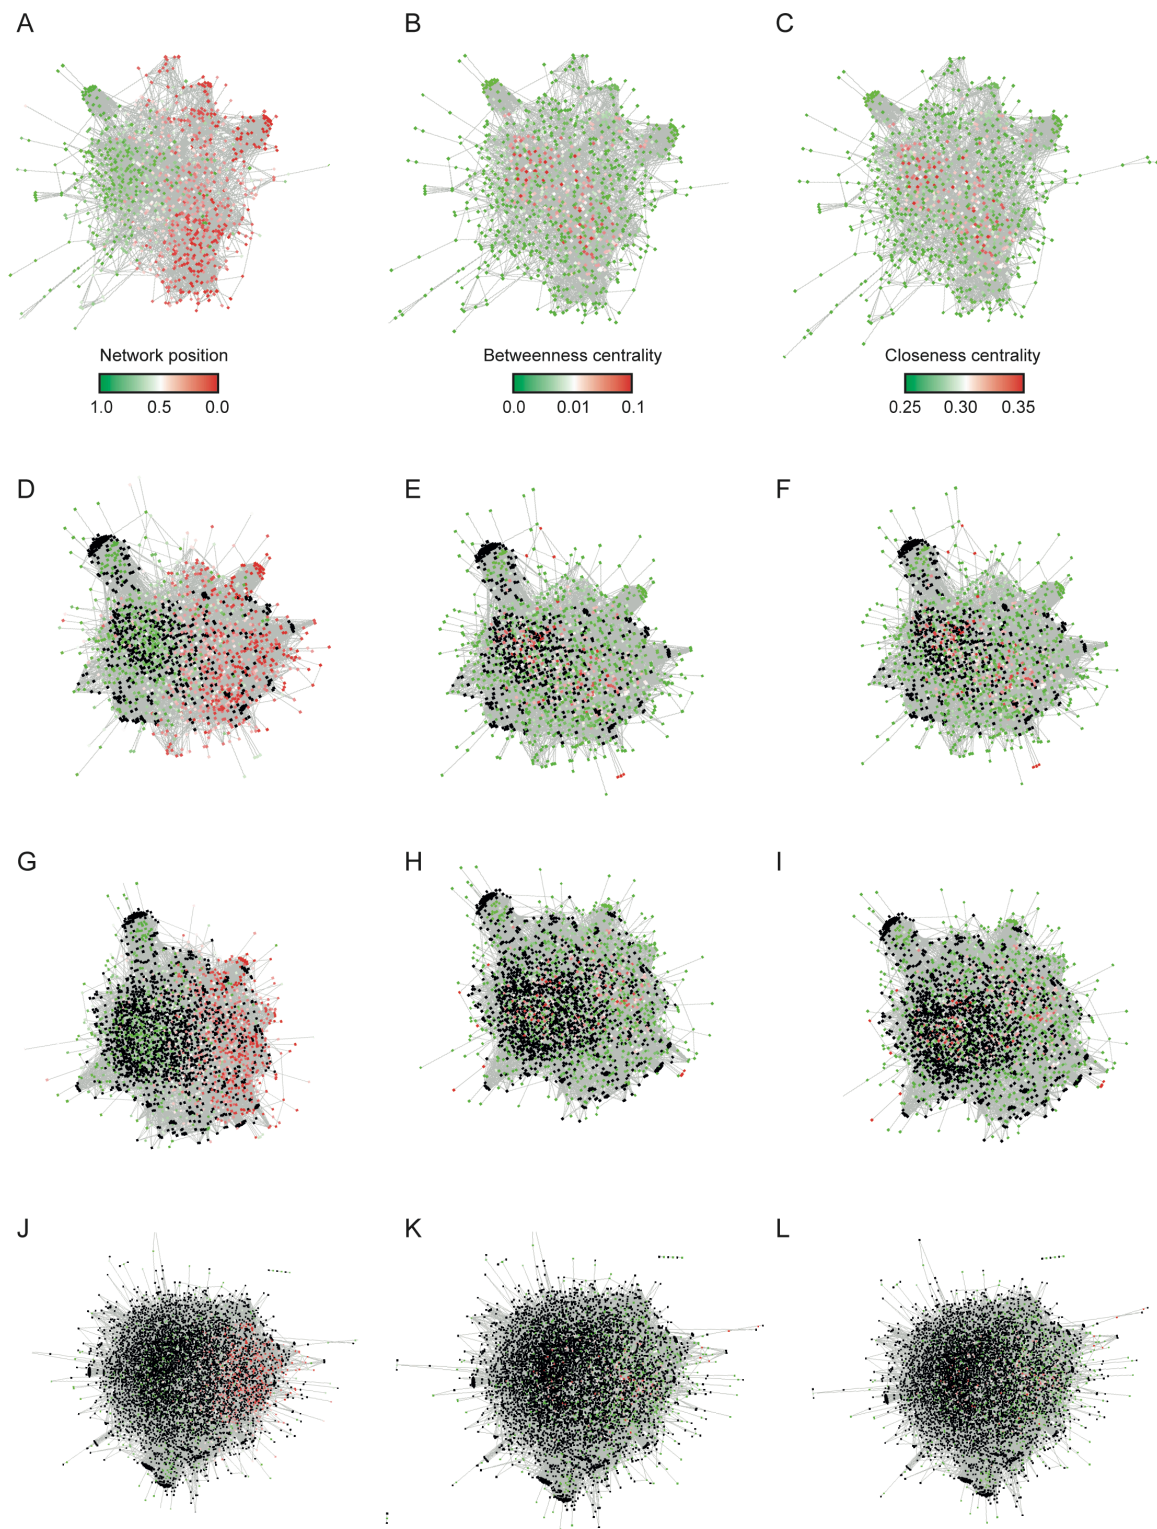 A
B
C
Network position
1.0 0.5 0.0
Betweenness centrality
0.0 0.01 0.1
Closeness centrality
0.25 0.30 0.35
D
E
F
G
H
I
J
K
L